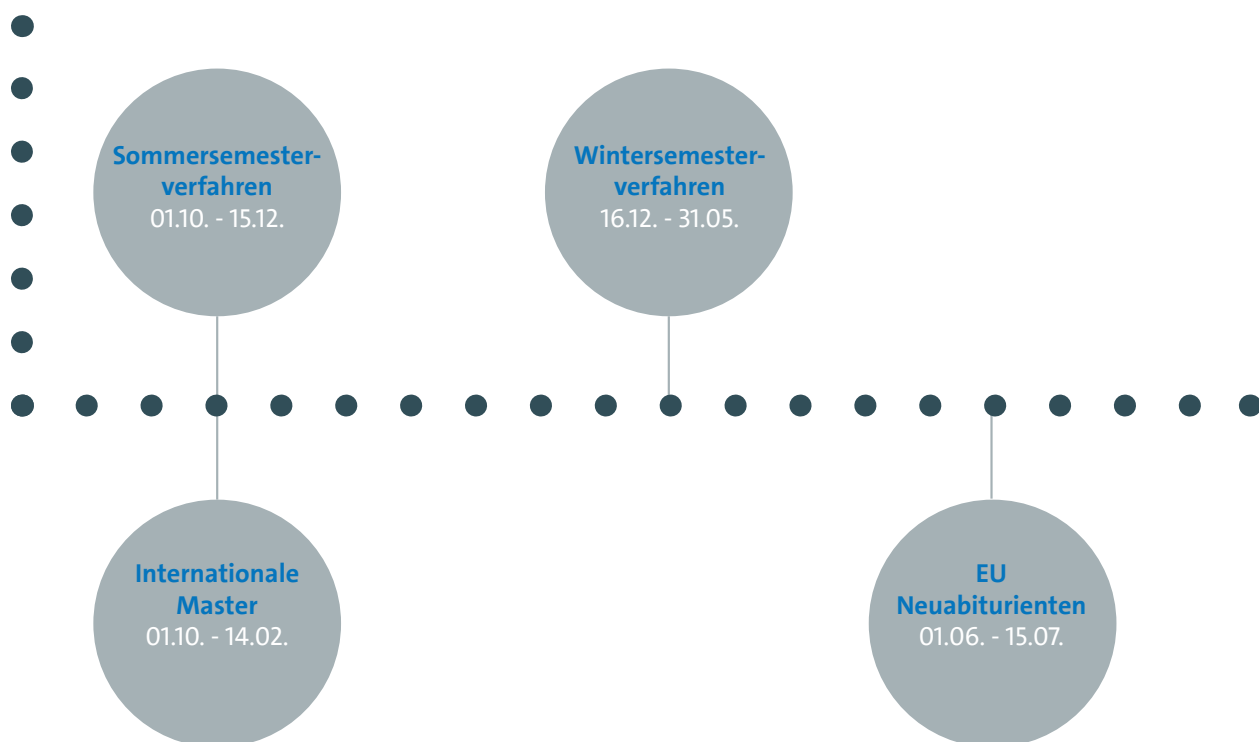 Sommersemester-
verfahren
01.10. - 15.12.
Wintersemester-
verfahren
16.12. - 31.05.
Internationale
Master
01.10. - 14.02.
EU
Neuabiturienten
01.06. - 15.07.